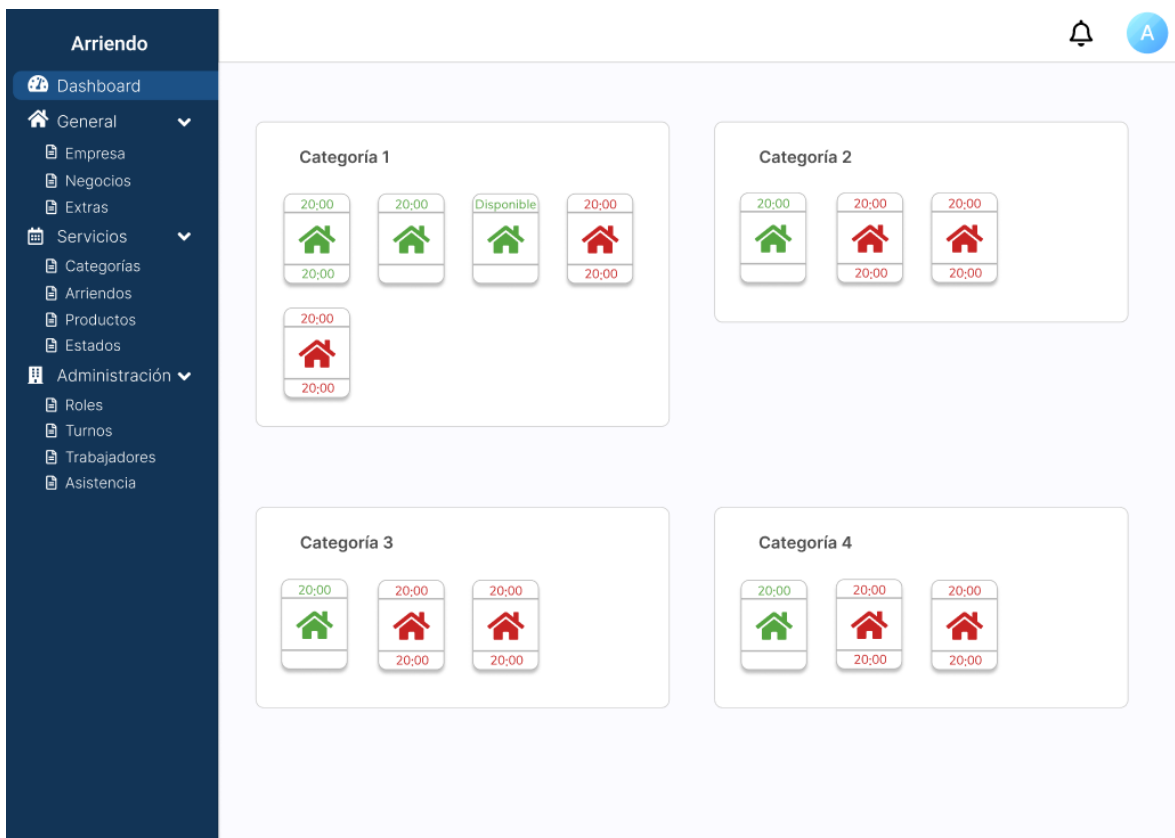 Arriendo
A
Dashboard
General
Empresa
Negocios
Extras
Servicios
Categorías
Arriendos
Productos
Estados
Administración
Roles
Turnos
Trabajadores
Asistencia
Categoría 1
20;00 20;00 Disponible 20;00
20;00 20;00
20;00
20;00
Categoría 2
20;00 20;00 20;00
20;00 20;00
Categoría 3
20;00 20;00 20;00
20;00 20;00
Categoría 4
20;00 20;00 20;00
20;00 20;00